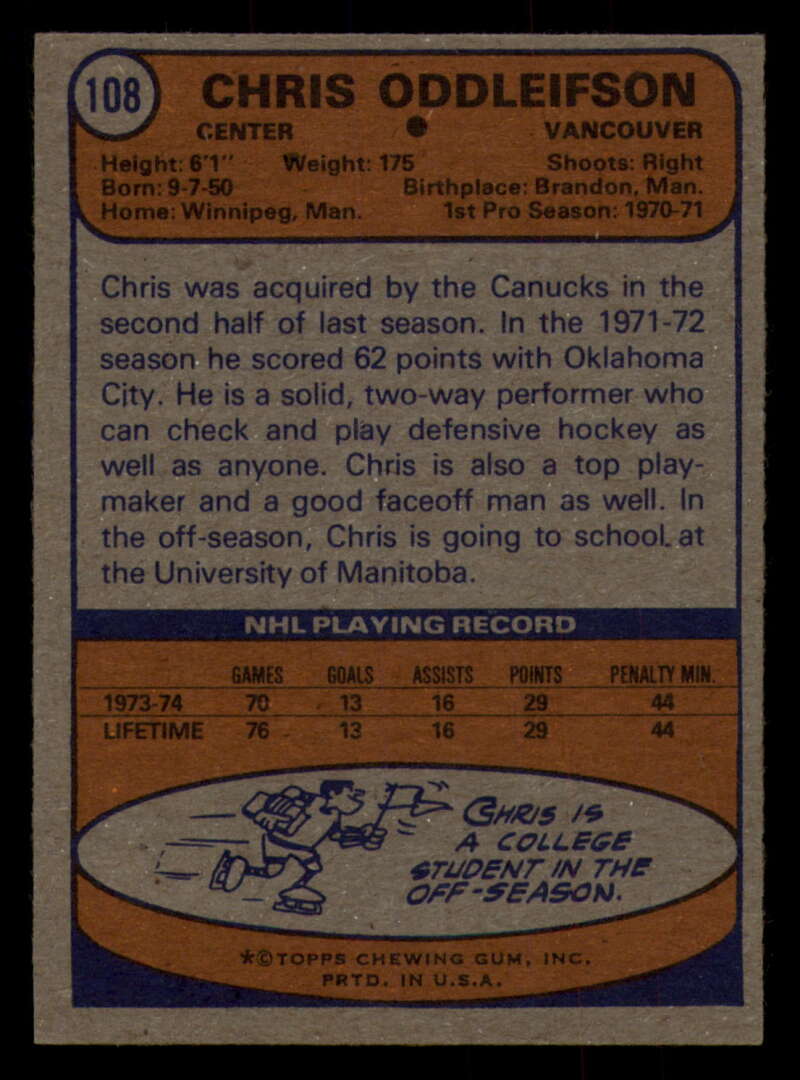 108
CHRIS ODDLEIFSON
CENTER ● VANCOUVER
Height: 6'1" Weight: 175 Shoots: Right
Born: 9-7-50 Birthplace: Brandon, Man.
Home: Winnipeg, Man. 1st Pro Season: 1970-71
Chris was acquired by the Canucks in the
second half of last season. In the 1971-72
season he scored 62 points with Oklahoma
City. He is a solid, two-way performer who
can check and play defensive hockey as
well as anyone. Chris is also a top play-
maker and a good faceoff man as well. In
the off-season, Chris is going to school at
the University of Manitoba.
NHL PLAYING RECORD
GAMES GOALS ASSISTS POINTS PENALTY MIN.
1973-74 70 13 16 29 44
LIFETIME 76 13 16 29 44
CHRIS IS
A COLLEGE
STUDENT IN THE
OFF-SEASON.
*©TOPPS CHEWING GUM, INC.
PRTD. IN U.S.A.